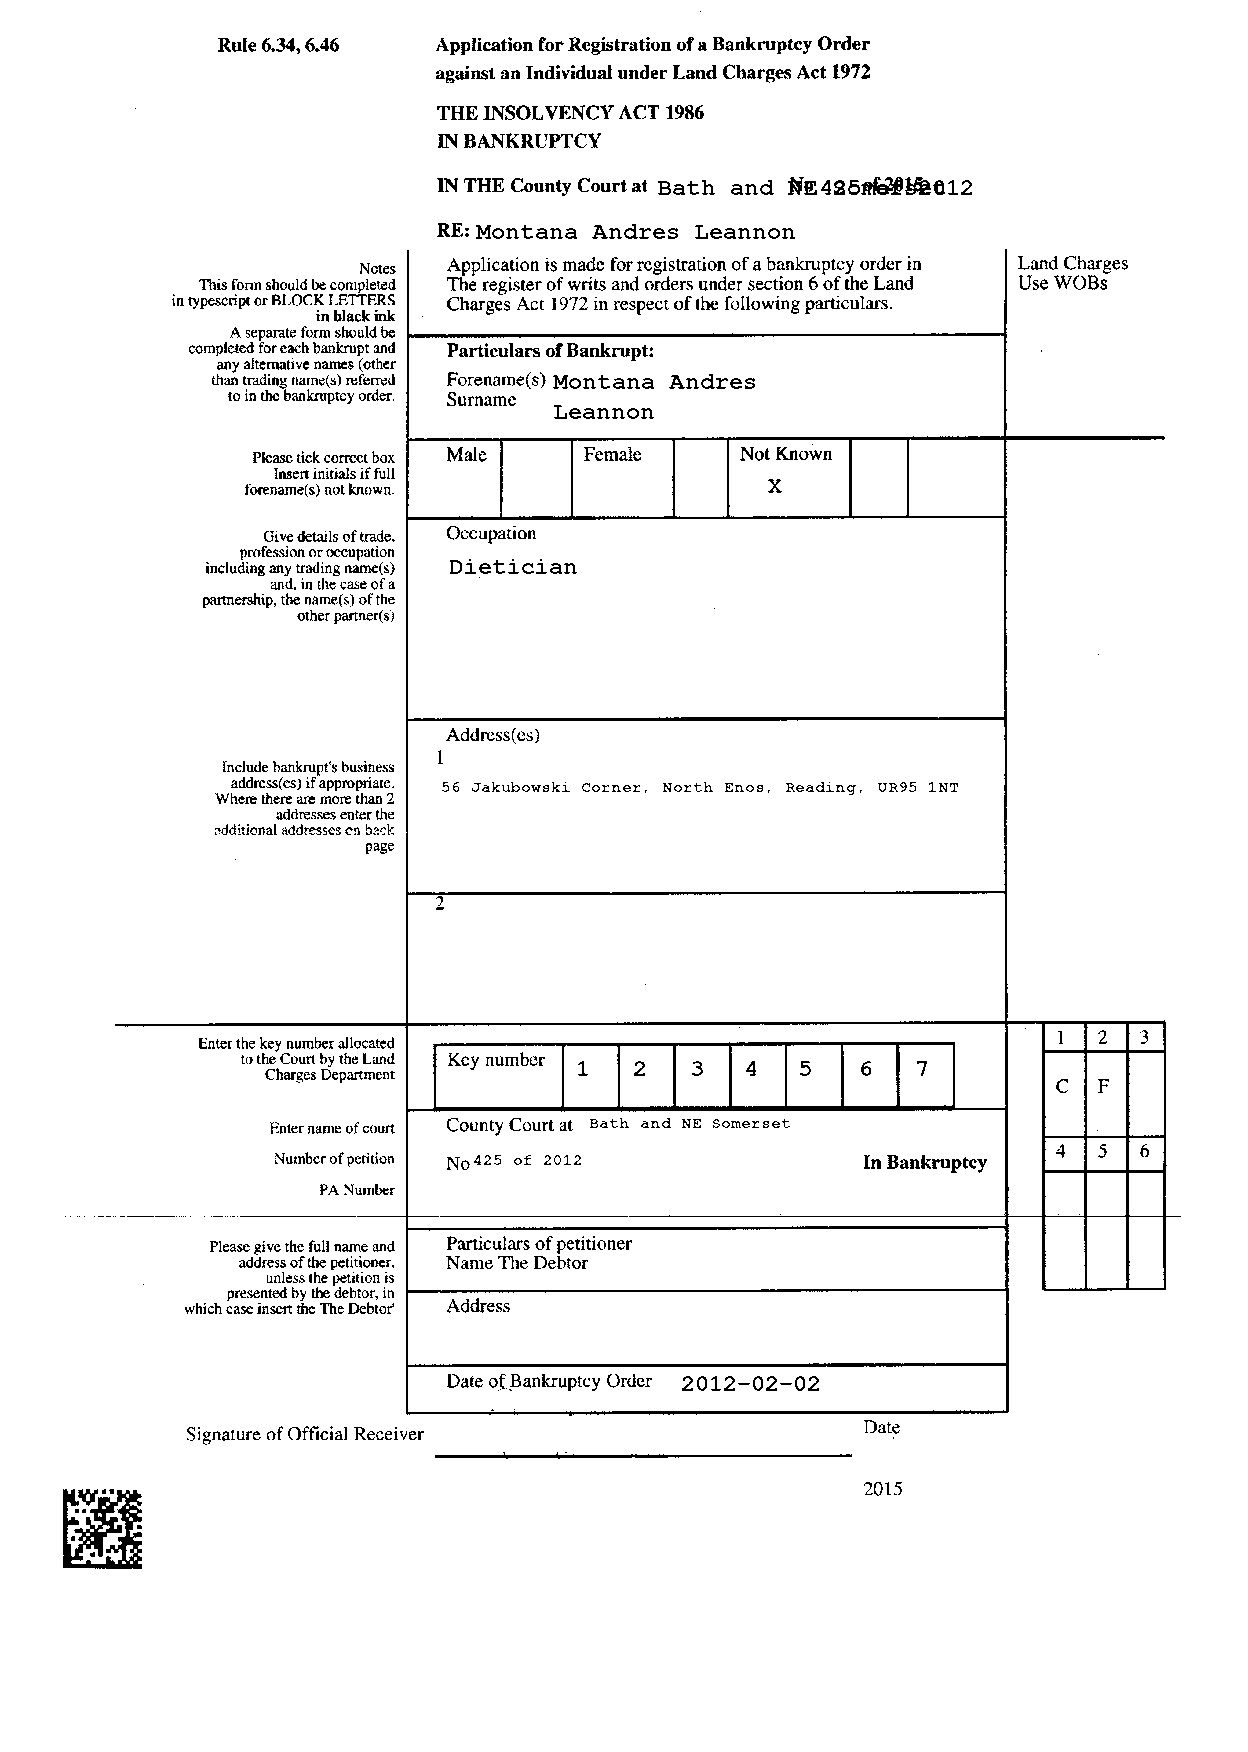 Rule 6.34, 6.46
Application for Registration of a Bankruptcy Order
against an Individual under Land Charges Act 1972
THE INSOLVENCY ACT 1986
IN BANKRUPTCY
IN THE County Court at Bath and NE
RE: Montana Andres Leannon
Notes
This form should be completed
in typescript or BLOCK LETTERS
in black ink
A separate form should be
completed for each bankrupt and
any alternative names (other
than trading name(s) referred
to in the bankruptcy order.
Application is made for registration of a bankruptcy order in
The register of writs and orders under section 6 of the Land
Charges Act 1972 in respect of the following particulars.
Land Charges
Use WOBs
Particulars of Bankrupt:
Forename(s) Montana Andres
Surname
Leannon
Please tick correct box
Insert initials if full
forename(s) not known.
Male
Female
Not Known
X
Give details of trade,
profession or occupation
including any trading name(s)
and, in the case of a
partnership, the name(s) of the
other partner(s)
Occupation
Dietician
Address(es)
1
Include bankrupt's business
address(es) if appropriate.
Where there are more than 2
addresses enter the
additional addresses on back
page
56 Jakubowski Corner, North Enos, Reading, UR95 1NT
2
Enter the key number allocated
to the Court by the Land
Charges Department
Key number 1 2 3 4 5 6 7
1 2 3
C F
4 5 6
Enter name of court
County Court at Bath and NE Somerset
Number of petition
No 425 of 2012
In Bankruptcy
PA Number
Please give the full name and
address of the petitioner,
unless the petition is
presented by the debtor, in
which case insert the The Debtor'
Particulars of petitioner
Name The Debtor
Address
Date of Bankruptcy Order 2012-02-02
Signature of Official Receiver
Date
2015